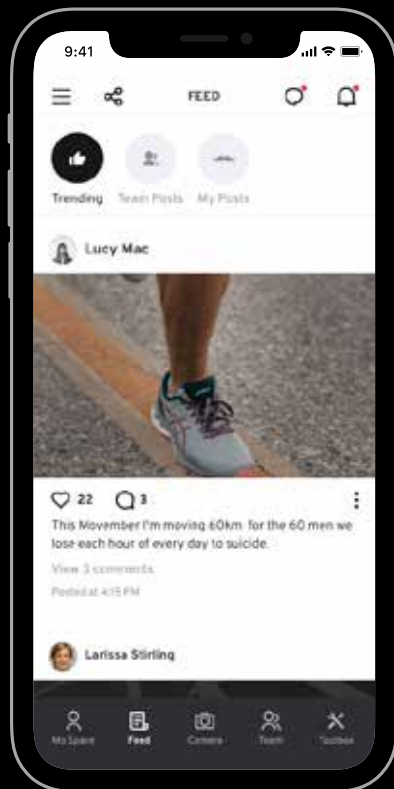 9:41
FEED
Trending Team Posts My Posts
Lucy Mac
22 3
This Movember I'm moving 60km for the 60 men we
lose each hour of every day to suicide.
View 3 comments
Posted at 4:15 PM
Larissa Stirling
Mo Space Feed Camera Team Toolbox